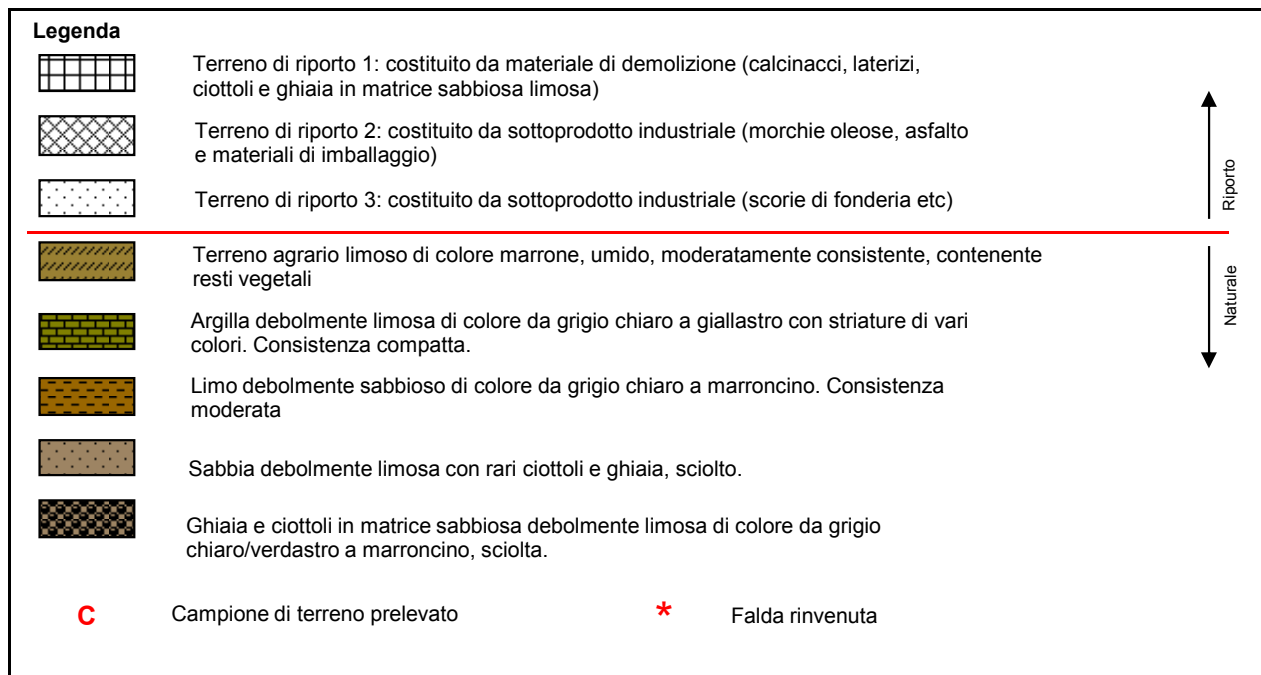 Legenda
Terreno di riporto 1: costituito da materiale di demolizione (calcinacci, laterizi,
ciottoli e ghiaia in matrice sabbiosa limosa)
Terreno di riporto 2: costituito da sottoprodotto industriale (morchie oleose, asfalto
e materiali di imballaggio)
Terreno di riporto 3: costituito da sottoprodotto industriale (scorie di fonderia etc)
Riporto
Terreno agrario limoso di colore marrone, umido, moderatamente consistente, contenente
resti vegetali
Naturale
Argilla debolmente limosa di colore da grigio chiaro a giallastro con striature di vari
colori. Consistenza compatta.
Limo debolmente sabbioso di colore da grigio chiaro a marroncino. Consistenza
moderata
Sabbia debolmente limosa con rari ciottoli e ghiaia, sciolto.
Ghiaia e ciottoli in matrice sabbiosa debolmente limosa di colore da grigio
chiaro/verdastro a marroncino, sciolta.
C Campione di terreno prelevato * Falda rinvenuta